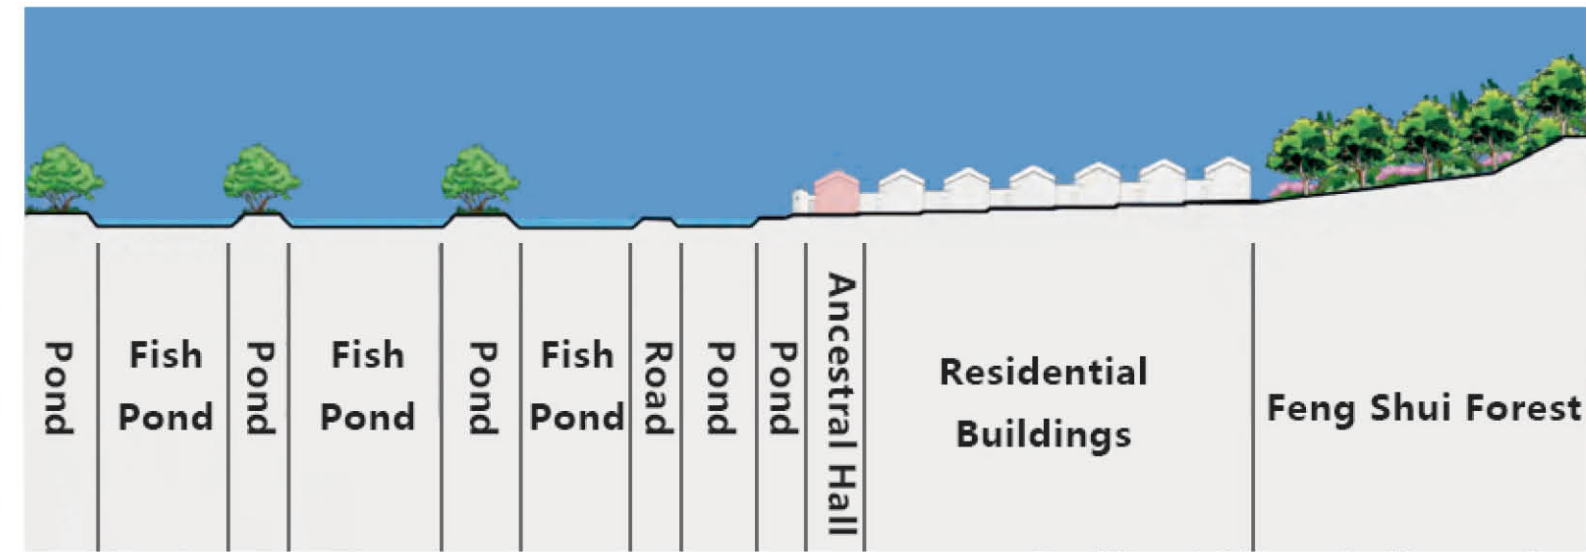 Pond
Fish
Pond
Pond
Fish
Pond
Pond
Fish
Pond
Road
Pond
Pond
Ancestral Hall
Residential
Buildings
Feng Shui Forest